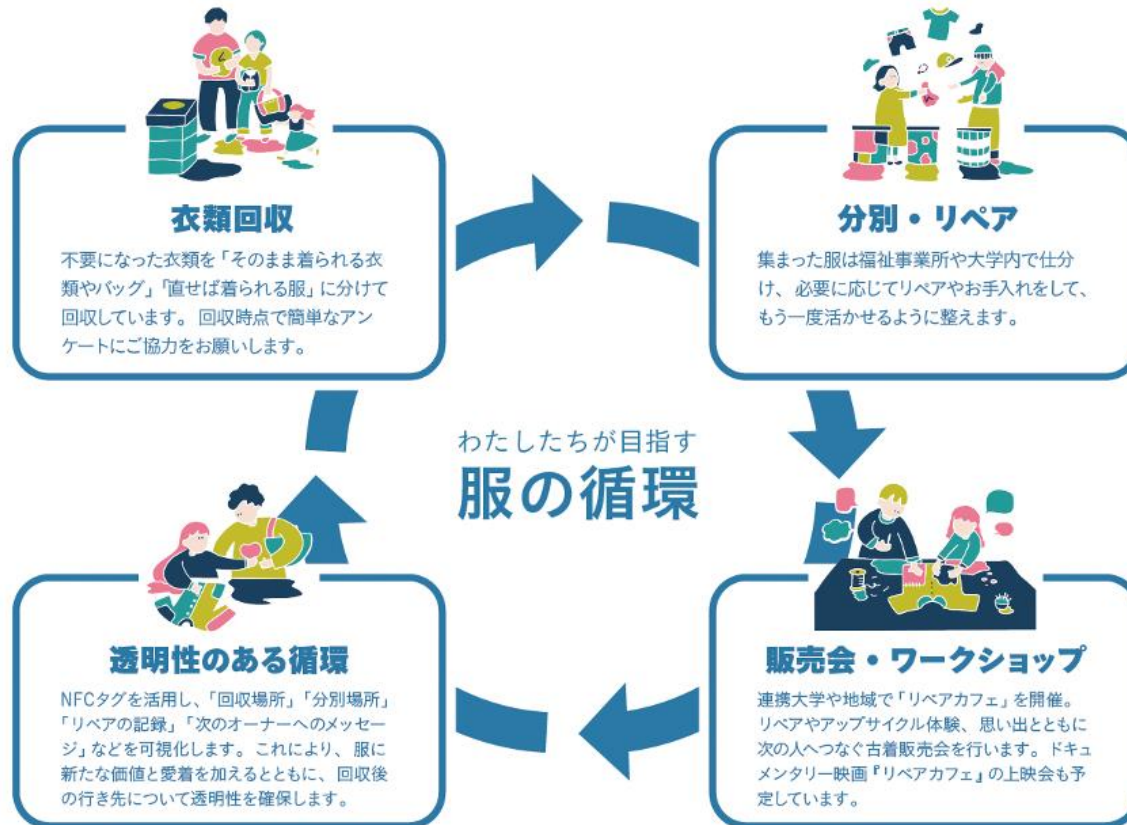 衣類回収
不要になった衣類を「そのまま着られる衣
類やバッグ」「直せば着られる服」に分けて
回収しています。回収時点で簡単なアン
ケートにご協力をお願いします。
分別・リペア
集まった服は福祉事業所や大学内で仕分
け、必要に応じてリペアやお手入れをして、
もう一度活かせるように整えます。
わたしたちが目指す
服の循環
透明性のある循環
NFCタグを活用し、「回収場所」「分別場所」
「リペアの記録」「次のオーナーへのメッセー
ジ」などを可視化します。これにより、服に
新たな価値と愛着を加えるとともに、回収後
の行き先について透明性を確保します。
販売会・ワークショップ
連携大学や地域で「リペアカフェ」を開催。
リペアやアップサイクル体験、思い出とともに
次の人へつなぐ古着販売会を行います。ドキュ
メンタリー映画『リペアカフェ』の上映会も予
定しています。